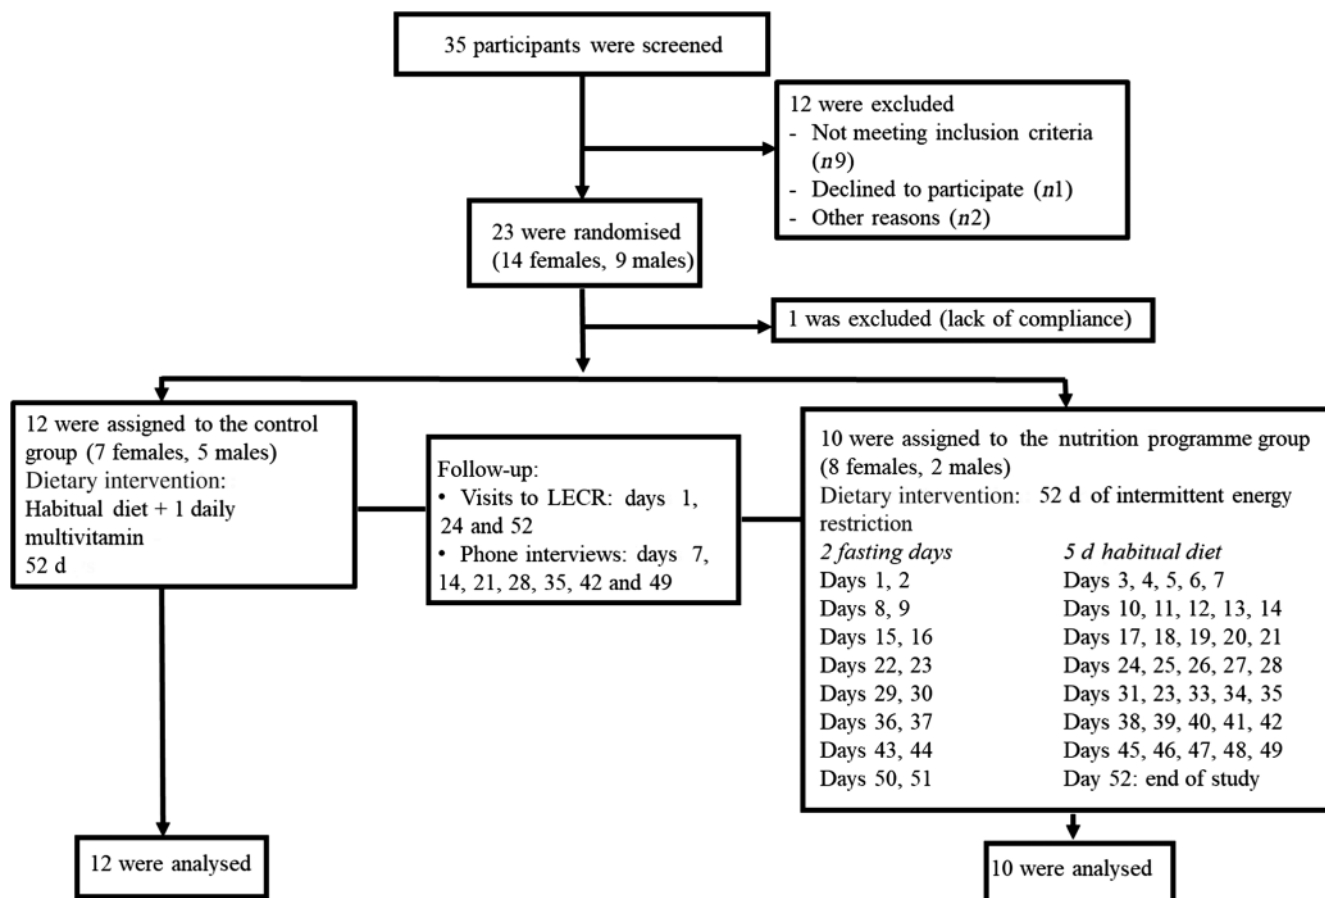 35 participants were screened
12 were excluded
- Not meeting inclusion criteria
(n9)
- Declined to participate (n1)
- Other reasons (n2)
23 were randomised
(14 females, 9 males)
1 was excluded (lack of compliance)
12 were assigned to the control
group (7 females, 5 males)
Dietary intervention:
Habitual diet + 1 daily
multivitamin
52 d
Follow-up:
• Visits to LECR: days 1,
24 and 52
• Phone interviews: days 7,
14, 21, 28, 35, 42 and 49
10 were assigned to the nutrition programme group
(8 females, 2 males)
Dietary intervention: 52 d of intermittent energy
restriction
2 fasting days 5 d habitual diet
Days 1, 2 Days 3, 4, 5, 6, 7
Days 8, 9 Days 10, 11, 12, 13, 14
Days 15, 16 Days 17, 18, 19, 20, 21
Days 22, 23 Days 24, 25, 26, 27, 28
Days 29, 30 Days 31, 23, 33, 34, 35
Days 36, 37 Days 38, 39, 40, 41, 42
Days 43, 44 Days 45, 46, 47, 48, 49
Days 50, 51 Day 52: end of study
12 were analysed
10 were analysed